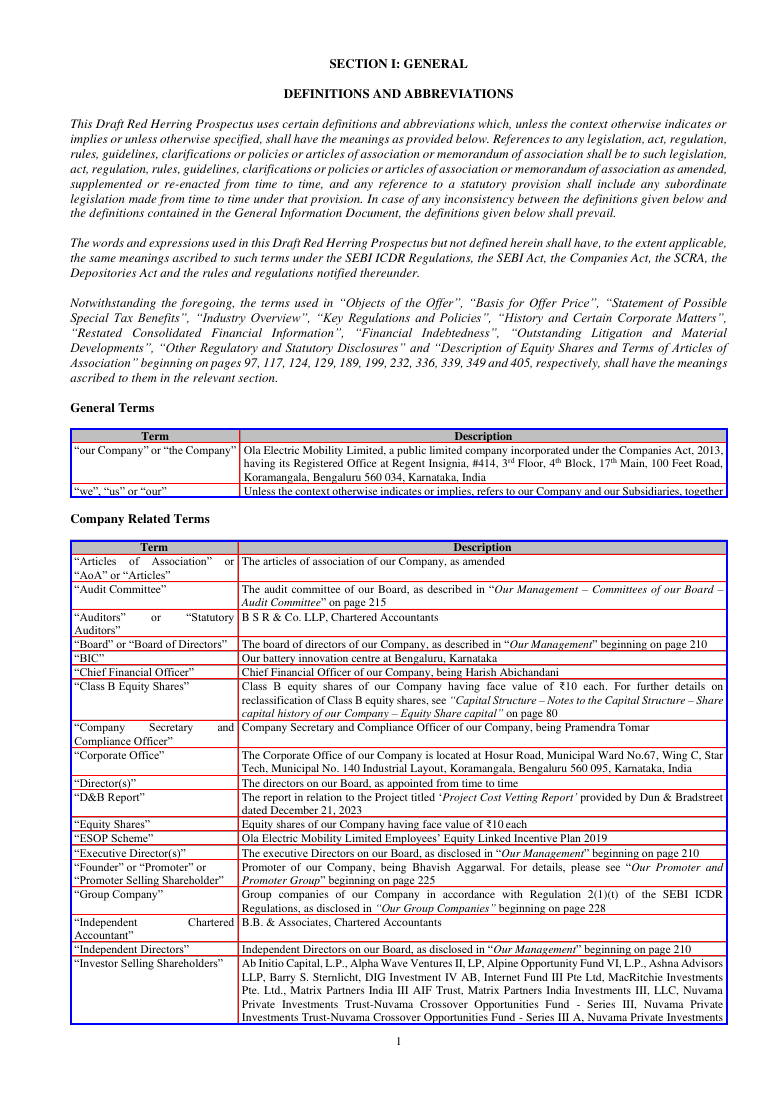 SECTION I: GENERAL
DEFINITIONS AND ABBREVIATIONS
This Draft Red Herring Prospectus uses certain definitions and abbreviations which, unless the context otherwise indicates or
implies or unless otherwise specified, shall have the meanings as provided below. References to any legislation, act, regulation,
rules, guidelines, clarifications or policies or articles of association or memorandum of association shall be to such legislation,
act, regulation, rules, guidelines, clarifications or policies or articles of association or memorandum of association as amended,
supplemented or re-enacted from time to time, and any reference to a statutory provision shall include any subordinate
legislation made from time to time under that provision. In case of any inconsistency between the definitions given below and
the definitions contained in the General Information Document, the definitions given below shall prevail.
The words and expressions used in this Draft Red Herring Prospectus but not defined herein shall have, to the extent applicable,
the same meanings ascribed to such terms under the SEBI ICDR Regulations, the SEBI Act, the Companies Act, the SCRA, the
Depositories Act and the rules and regulations notified thereunder.
Notwithstanding the foregoing, the terms used in “Objects of the Offer”, “Basis for Offer Price”, “Statement of Possible
Special Tax Benefits”, “Industry Overview”, “Key Regulations and Policies”, “History and Certain Corporate Matters”,
“Restated Consolidated Financial Information”, “Financial Indebtedness”, “Outstanding Litigation and Material
Developments”, “Other Regulatory and Statutory Disclosures” and “Description of Equity Shares and Terms of Articles of
Association” beginning on pages 97, 117, 124, 129, 189, 199, 232, 336, 339, 349 and 405, respectively, shall have the meanings
ascribed to them in the relevant section.
General Terms
Term Description
“our Company” or “the Company” Ola Electric Mobility Limited, a public limited company incorporated under the Companies Act, 2013,
having its Registered Office at Regent Insignia, #414, 3rd Floor, 4th Block, 17th Main, 100 Feet Road,
Koramangala, Bengaluru 560 034, Karnataka, India
“we”, “us” or “our” Unless the context otherwise indicates or implies, refers to our Company and our Subsidiaries, together
Company Related Terms
Term Description
“Articles of Association” or The articles of association of our Company, as amended
“AoA” or “Articles”
“Audit Committee” The audit committee of our Board, as described in “Our Management – Committees of our Board –
Audit Committee” on page 215
“Auditors” or “Statutory B S R & Co. LLP, Chartered Accountants
Auditors”
“Board” or “Board of Directors” The board of directors of our Company, as described in “Our Management” beginning on page 210
“BIC” Our battery innovation centre at Bengaluru, Karnataka
“Chief Financial Officer” Chief Financial Officer of our Company, being Harish Abichandani
“Class B Equity Shares” Class B equity shares of our Company having face value of ₹10 each. For further details on
reclassification of Class B equity shares, see “Capital Structure – Notes to the Capital Structure – Share
capital history of our Company – Equity Share capital” on page 80
“Company Secretary and Company Secretary and Compliance Officer of our Company, being Pramendra Tomar
Compliance Officer”
“Corporate Office” The Corporate Office of our Company is located at Hosur Road, Municipal Ward No.67, Wing C, Star
Tech, Municipal No. 140 Industrial Layout, Koramangala, Bengaluru 560 095, Karnataka, India
“Director(s)” The directors on our Board, as appointed from time to time
“D&B Report” The report in relation to the Project titled ‘Project Cost Vetting Report’ provided by Dun & Bradstreet
dated December 21, 2023
“Equity Shares” Equity shares of our Company having face value of ₹10 each
“ESOP Scheme” Ola Electric Mobility Limited Employees’ Equity Linked Incentive Plan 2019
“Executive Director(s)” The executive Directors on our Board, as disclosed in “Our Management” beginning on page 210
“Founder” or “Promoter” or Promoter of our Company, being Bhavish Aggarwal. For details, please see “Our Promoter and
“Promoter Selling Shareholder” Promoter Group” beginning on page 225
“Group Company” Group companies of our Company in accordance with Regulation 2(1)(t) of the SEBI ICDR
Regulations, as disclosed in “Our Group Companies” beginning on page 228
“Independent Chartered B.B. & Associates, Chartered Accountants
Accountant”
“Independent Directors” Independent Directors on our Board, as disclosed in “Our Management” beginning on page 210
“Investor Selling Shareholders” Ab Initio Capital, L.P., Alpha Wave Ventures II, LP, Alpine Opportunity Fund VI, L.P., Ashna Advisors
LLP, Barry S. Sternlicht, DIG Investment IV AB, Internet Fund III Pte Ltd, MacRitchie Investments
Pte. Ltd., Matrix Partners India III AIF Trust, Matrix Partners India Investments III, LLC, Nuvama
Private Investments Trust-Nuvama Crossover Opportunities Fund - Series III, Nuvama Private
Investments Trust-Nuvama Crossover Opportunities Fund - Series III A, Nuvama Private Investments
1